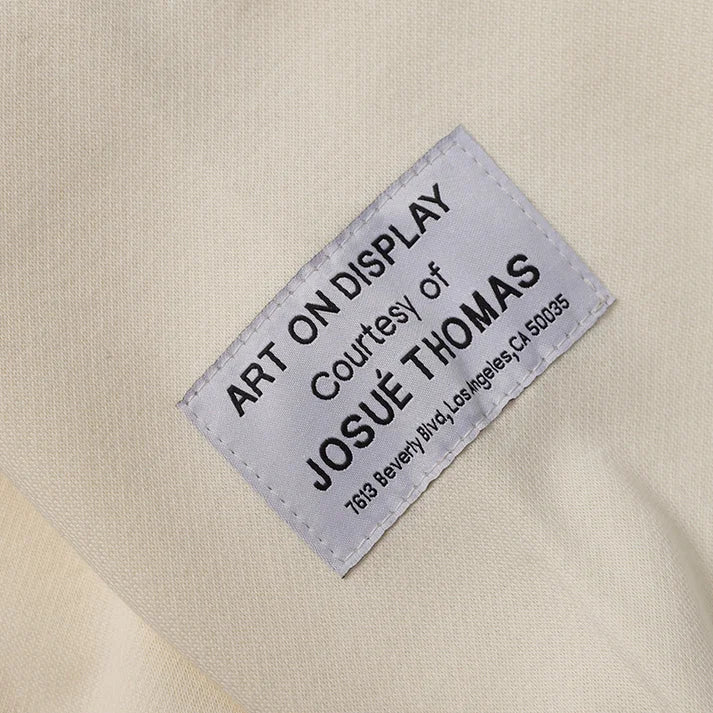 ART ON DISPLAY
Courtesy of
JOSUÉ THOMAS
7613 Beverly Blvd, Los Angeles, CA 50035